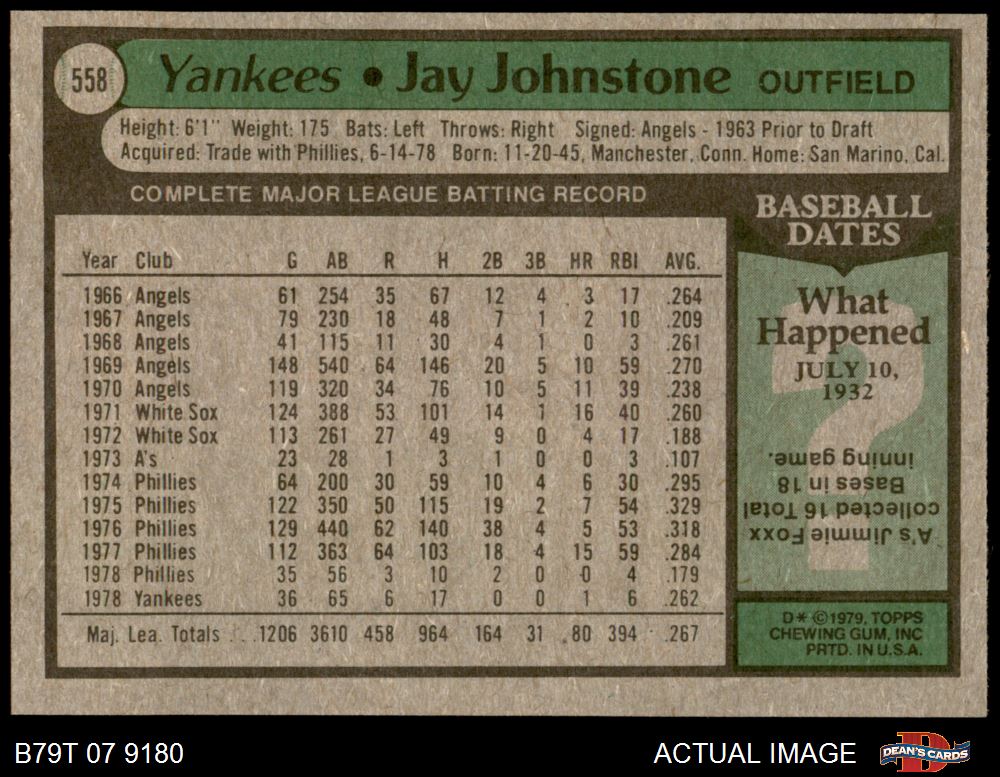 558 Yankees • Jay Johnstone OUTFIELD
Height: 6'1" Weight: 175 Bats: Left Throws: Right Signed: Angels - 1963 Prior to Draft
Acquired: Trade with Phillies, 6-14-78 Born: 11-20-45, Manchester, Conn. Home: San Marino, Cal.
COMPLETE MAJOR LEAGUE BATTING RECORD
Year Club G AB R H 2B 3B HR RBI AVG.
1966 Angels 61 254 35 67 12 4 3 17 .264
1967 Angels 79 230 18 48 7 1 2 10 .209
1968 Angels 41 115 11 30 4 1 0 3 .261
1969 Angels 148 540 64 146 20 5 10 59 .270
1970 Angels 119 320 34 76 10 5 11 39 .238
1971 White Sox 124 388 53 101 14 1 16 40 .260
1972 White Sox 113 261 27 49 9 0 4 17 .188
1973 A's 23 28 1 3 1 0 0 3 .107
1974 Phillies 64 200 30 59 10 4 6 30 .295
1975 Phillies 122 350 50 115 19 2 7 54 .329
1976 Phillies 129 440 62 140 38 4 5 53 .318
1977 Phillies 112 363 64 103 18 4 15 59 .284
1978 Phillies 35 56 3 10 2 0 0 4 .179
1978 Yankees 36 65 6 17 0 0 1 6 .262
Maj. Lea. Totals . . . 1206 3610 458 964 164 31 80 394 .267
BASEBALL
DATES
What
Happened
JULY 10,
1932
?
A's Jimmie Foxx
collected 16 Total
Bases in 18
inning game.
D* ©1979, TOPPS
CHEWING GUM, INC
PRTD. IN U.S.A.
B79T 07 9180 ACTUAL IMAGE D DEAN'S CARDS